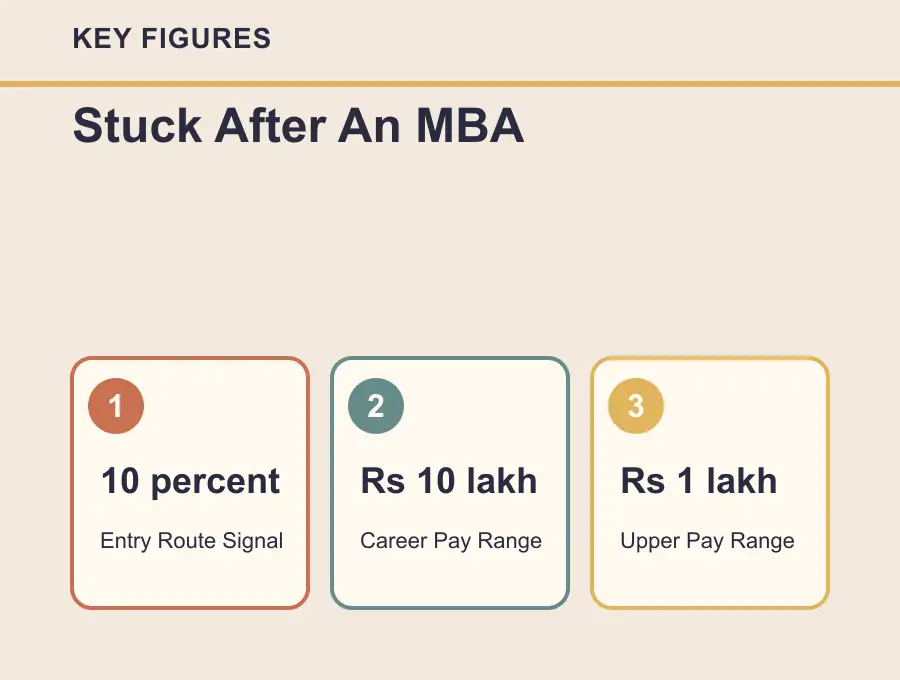 KEY FIGURES
Stuck After An MBA
1
10 percent
Entry Route Signal
2
Rs 10 lakh
Career Pay Range
3
Rs 1 lakh
Upper Pay Range